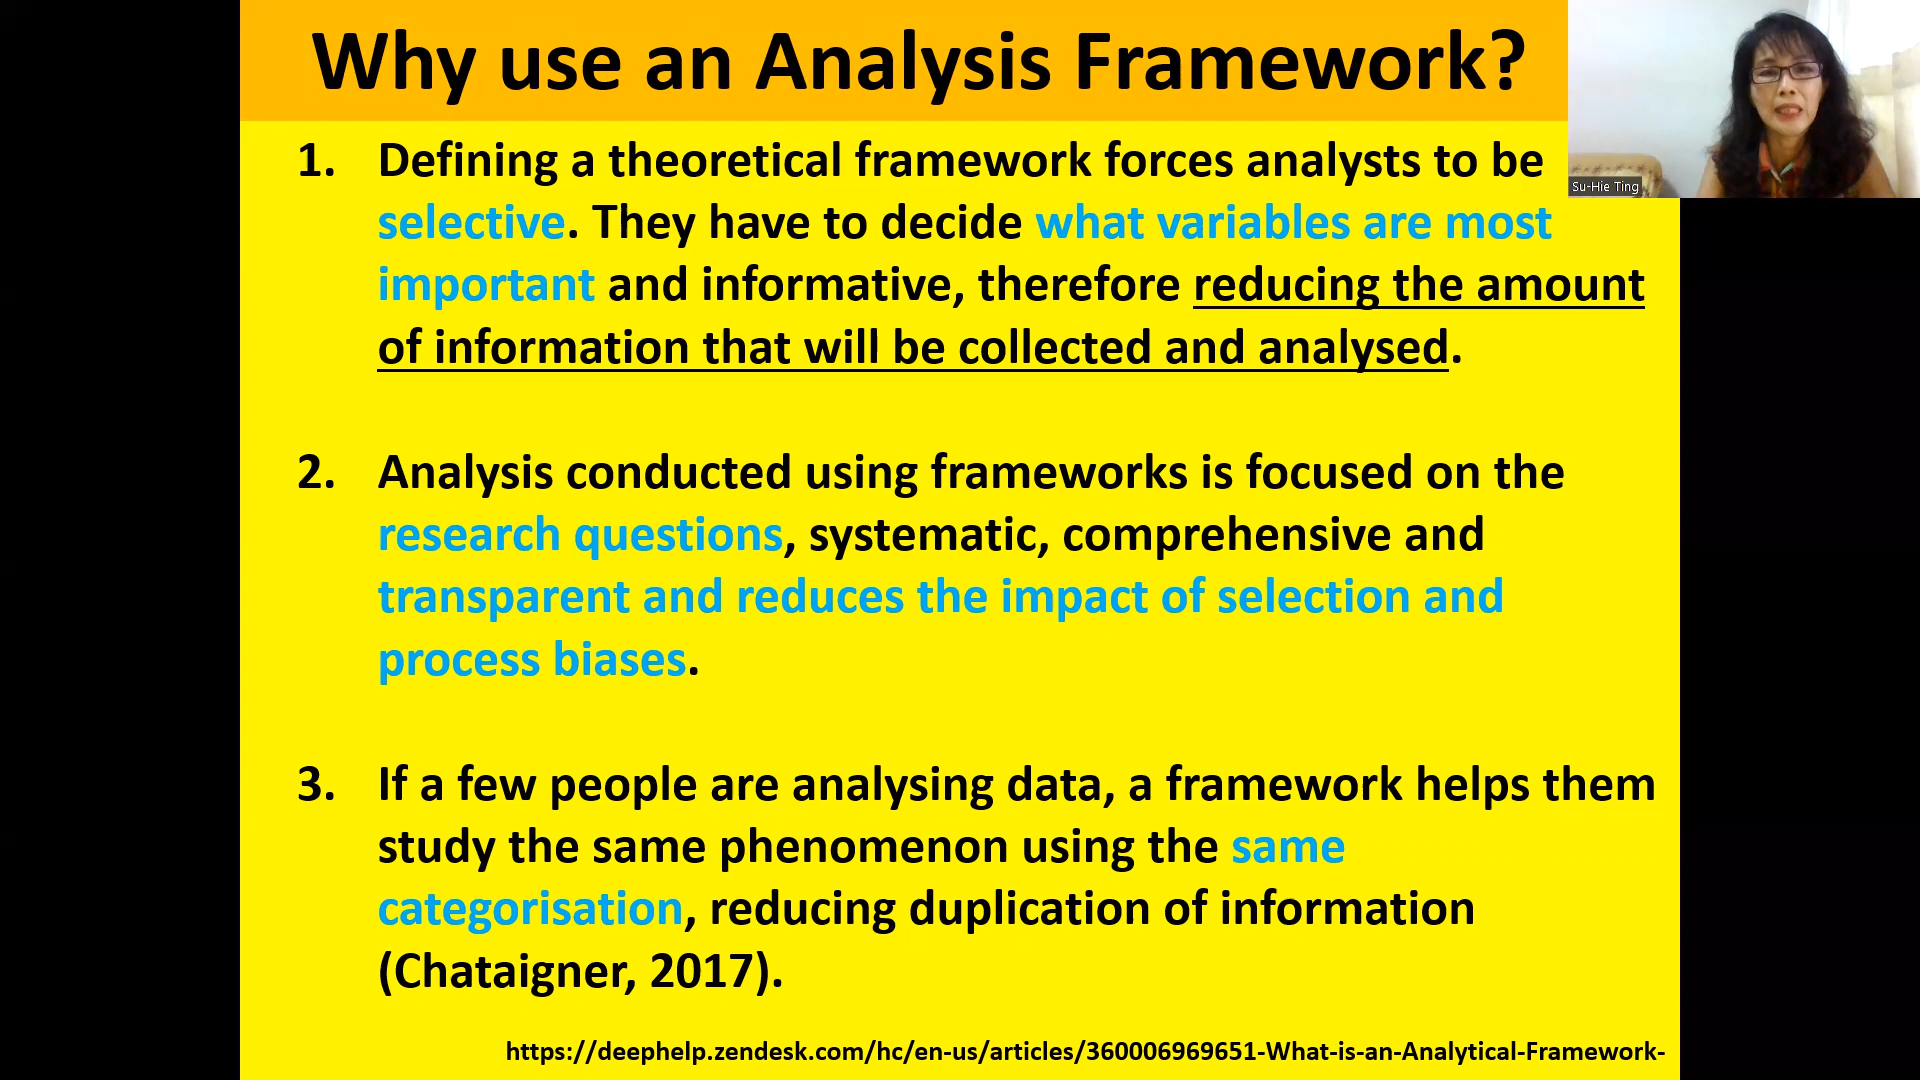 Why use an Analysis Framework?
Su-Hie Ting
1. Defining a theoretical framework forces analysts to be
selective. They have to decide what variables are most
important and informative, therefore reducing the amount
of information that will be collected and analysed.
2. Analysis conducted using frameworks is focused on the
research questions, systematic, comprehensive and
transparent and reduces the impact of selection and
process biases.
3. If a few people are analysing data, a framework helps them
study the same phenomenon using the same
categorisation, reducing duplication of information
(Chataigner, 2017).
https://deephelp.zendesk.com/hc/en-us/articles/360006969651-What-is-an-Analytical-Framework-